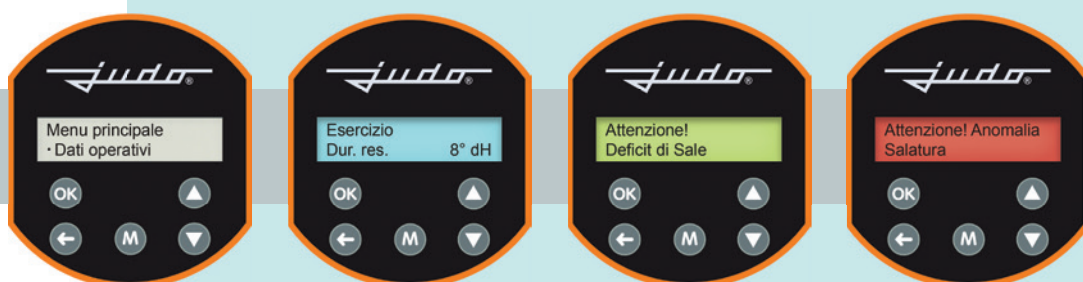 judo®
Menu principale
· Dati operativi
OK
M
judo®
Esercizio
Dur. res. 8° dH
OK
M
judo®
Attenzione!
Deficit di Sale
OK
M
judo®
Attenzione! Anomalia
Salatura
OK
M